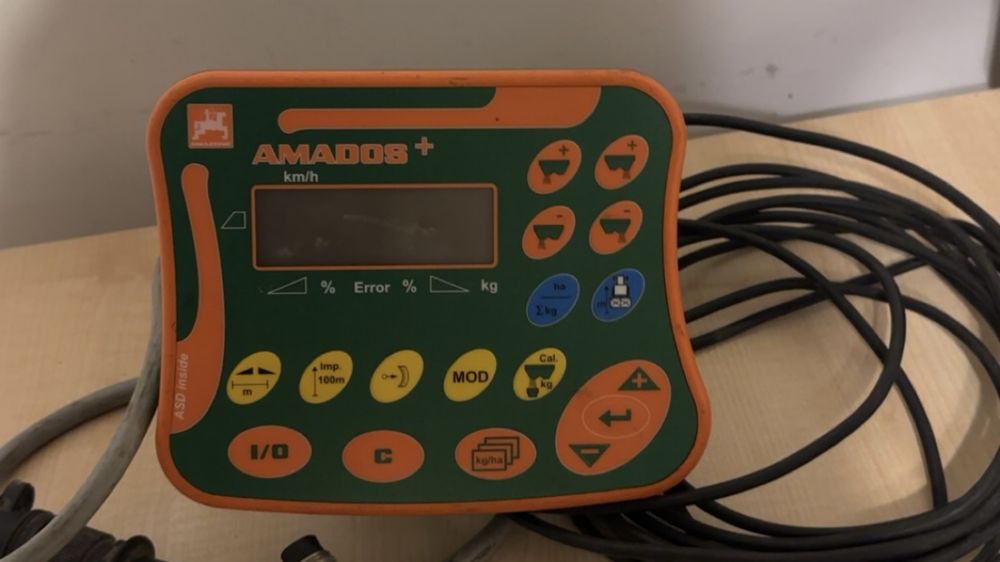 AMADOS+
km/h
% Error % kg
ha
Σkg
m
ASD inside
m
Imp.
100m
MOD
Cal.
kg
I/O
C
kg/ha